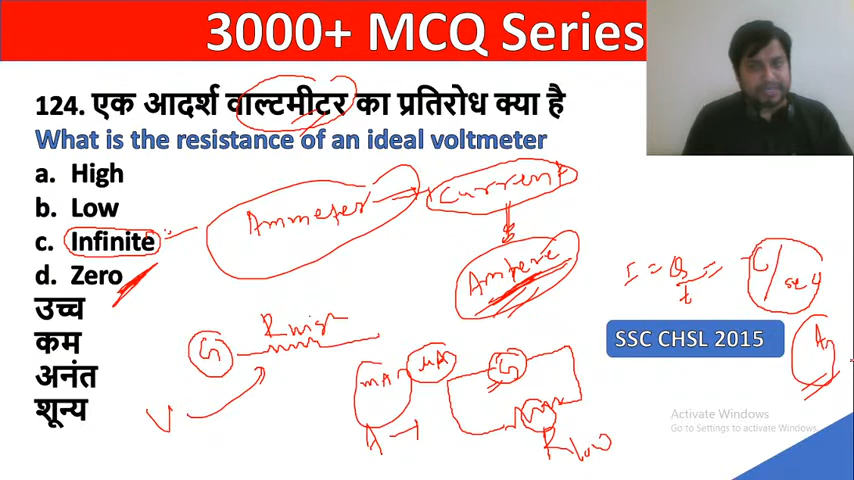 3000+ MCQ Series
124. एक आदर्श वाल्टमीटर का प्रतिरोध क्या है
What is the resistance of an ideal voltmeter
a. High
b. Low
c. Infinite
d. Zero
उच्च
कम
अनंत
शून्य
Ammeter
Current
Ampere
I = Q/t = C/sec
A
SSC CHSL 2015
G
R high
V
mA
μA
G
A
R low
Activate Windows
Go to Settings to activate Windows.